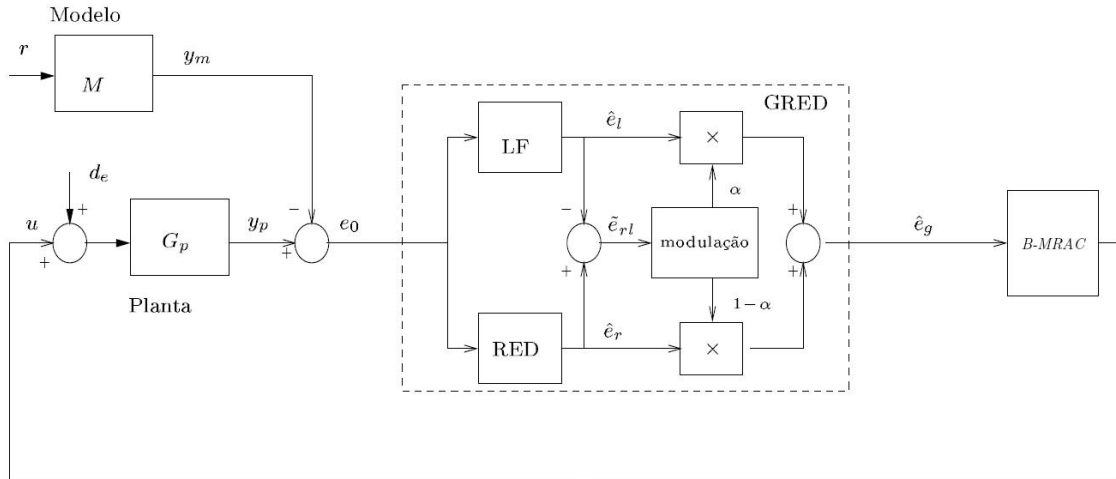 Modelo
r
M
y_m
GRED
LF
ê_l
×
α
d_e
+
−
−
+
u
+
G_p
y_p
+
e_0
ẽ_rl
modulação
+
+
ê_g
B-MRAC
Planta
1−α
RED
ê_r
×